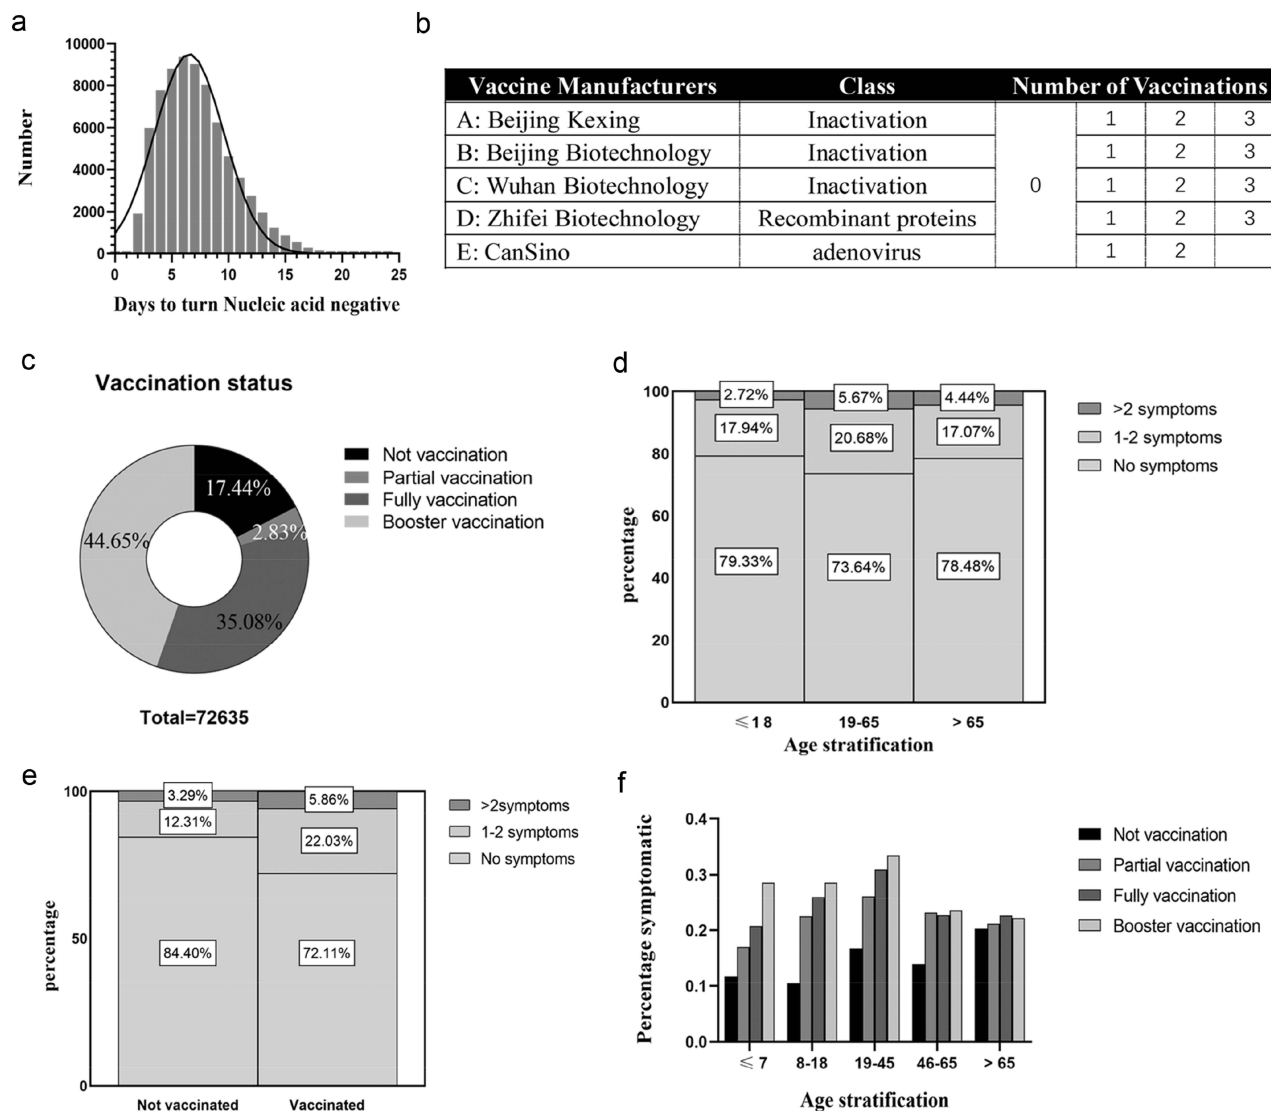 a
10000
8000
6000
4000
2000
0
Number
0 5 10 15 20 25
Days to turn Nucleic acid negative
b
Vaccine Manufacturers Class Number of Vaccinations
A: Beijing Kexing Inactivation 1 2 3
B: Beijing Biotechnology Inactivation 1 2 3
C: Wuhan Biotechnology Inactivation 0 1 2 3
D: Zhifei Biotechnology Recombinant proteins 1 2 3
E: CanSino adenovirus 1 2
c
Vaccination status
17.44%
2.83%
44.65%
35.08%
Not vaccination
Partial vaccination
Fully vaccination
Booster vaccination
Total=72635
d
100
80
60
40
20
0
percentage
2.72% 5.67% 4.44%
17.94% 20.68% 17.07%
79.33% 73.64% 78.48%
≤18 19-65 > 65
Age stratification
>2 symptoms
1-2 symptoms
No symptoms
e
100
50
0
percentage
3.29% 5.86%
12.31% 22.03%
84.40% 72.11%
Not vaccinated Vaccinated
>2symptoms
1-2 symptoms
No symptoms
f
0.4
0.3
0.2
0.1
0.0
Percentage symptomatic
≤ 7 8-18 19-45 46-65 > 65
Age stratification
Not vaccination
Partial vaccination
Fully vaccination
Booster vaccination